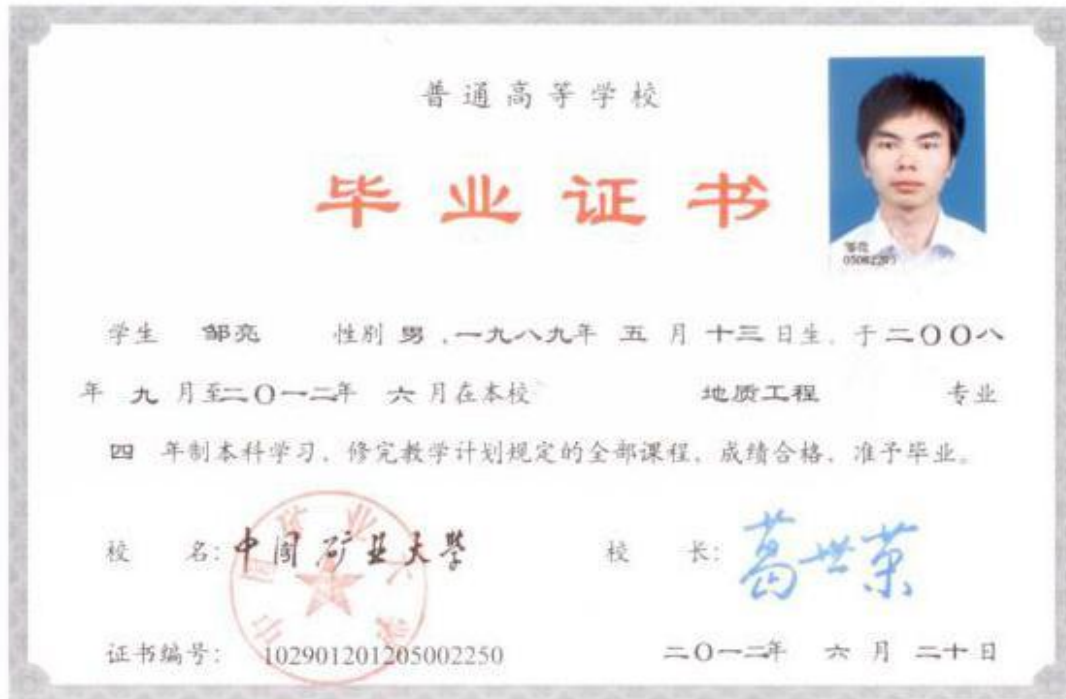 普通高等学校
毕业证书
邹亮
学生 邹亮 性别 男，一九八九年 五 月 十三 日生，于二〇〇八
年 九 月至二〇一二年 六 月在本校 地质工程 专业
四 年制本科学习，修完教学计划规定的全部课程，成绩合格，准予毕业。
校 名：中国矿业大学 校 长：葛世荣
证书编号： 102901201205002250 二〇一二年 六 月 二十日